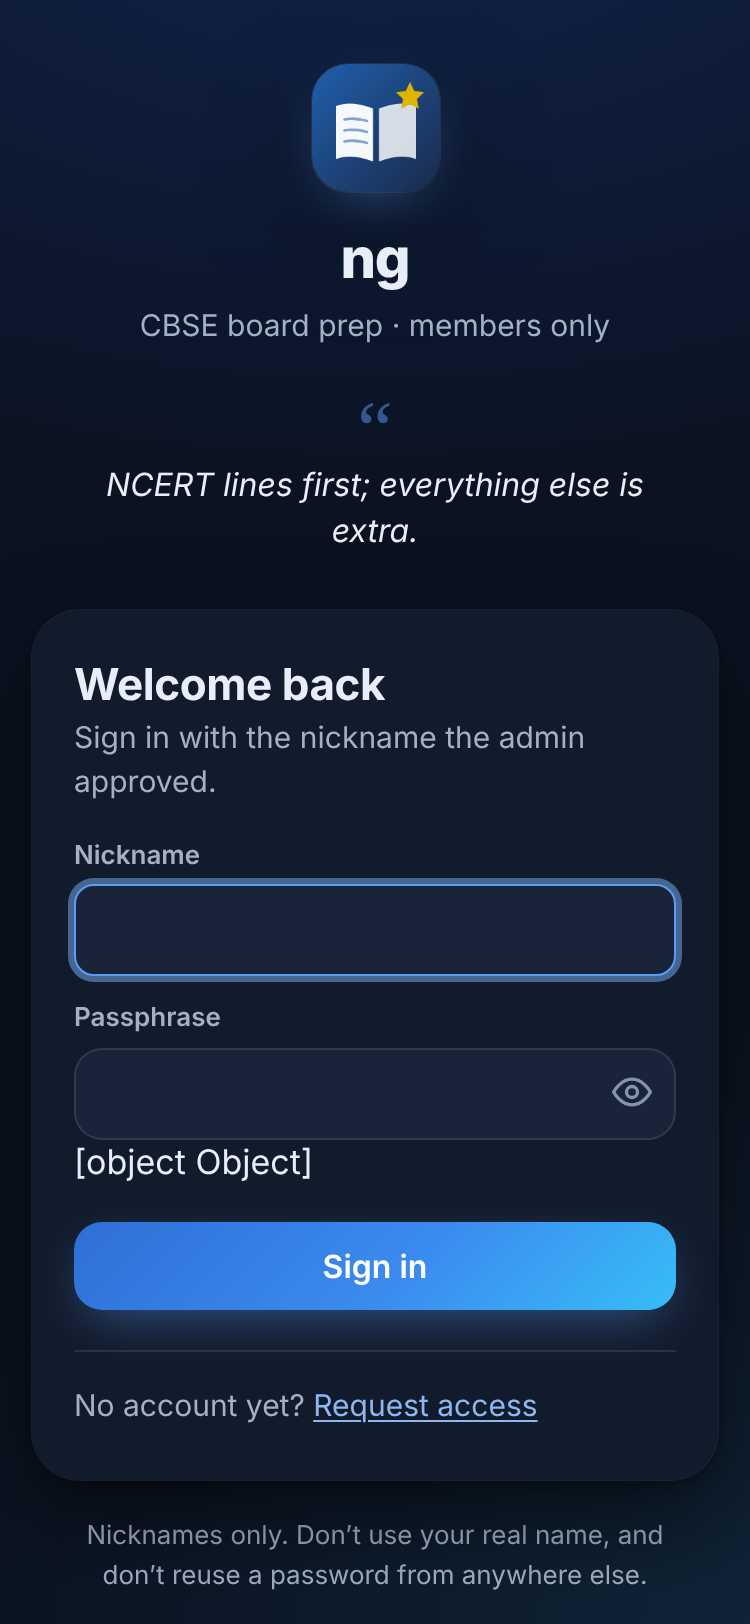 ng
CBSE board prep · members only
“
NCERT lines first; everything else is
extra.
Welcome back
Sign in with the nickname the admin
approved.
Nickname
Passphrase
[object Object]
Sign in
No account yet? Request access
Nicknames only. Don’t use your real name, and
don’t reuse a password from anywhere else.